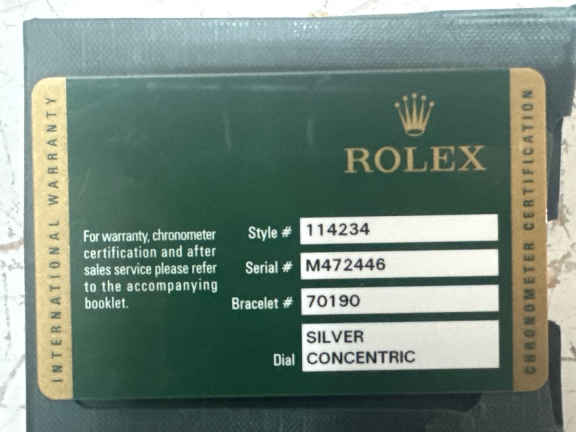 INTERNATIONAL WARRANTY
ROLEX
For warranty, chronometer
certification and after
sales service please refer
to the accompanying
booklet.
Style # 114234
Serial # M472446
Bracelet # 70190
Dial SILVER
CONCENTRIC
CHRONOMETER CERTIFICATION